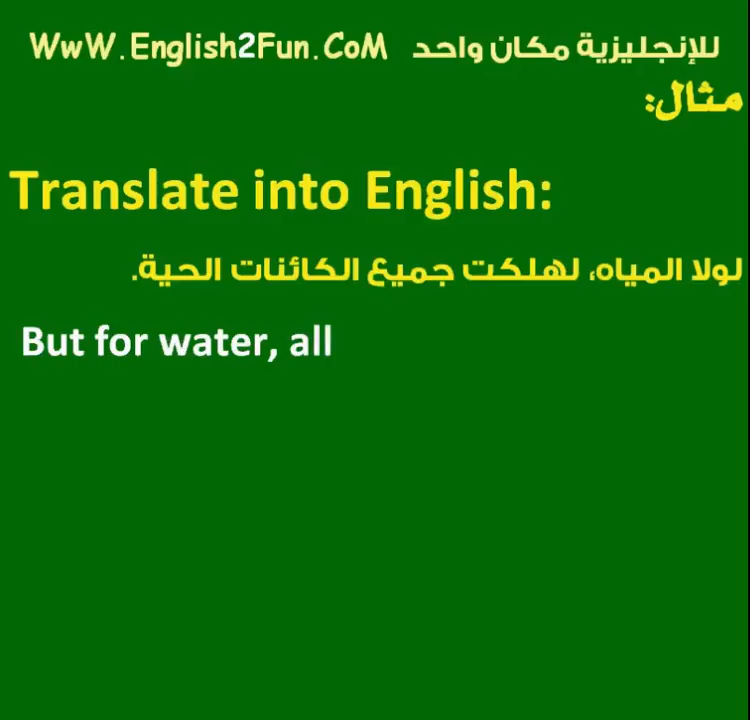 للإنجليزية مكان واحد WwW.English2Fun.CoM
مثال:
Translate into English:
لولا المياه، لهلكت جميع الكائنات الحية.
But for water, all